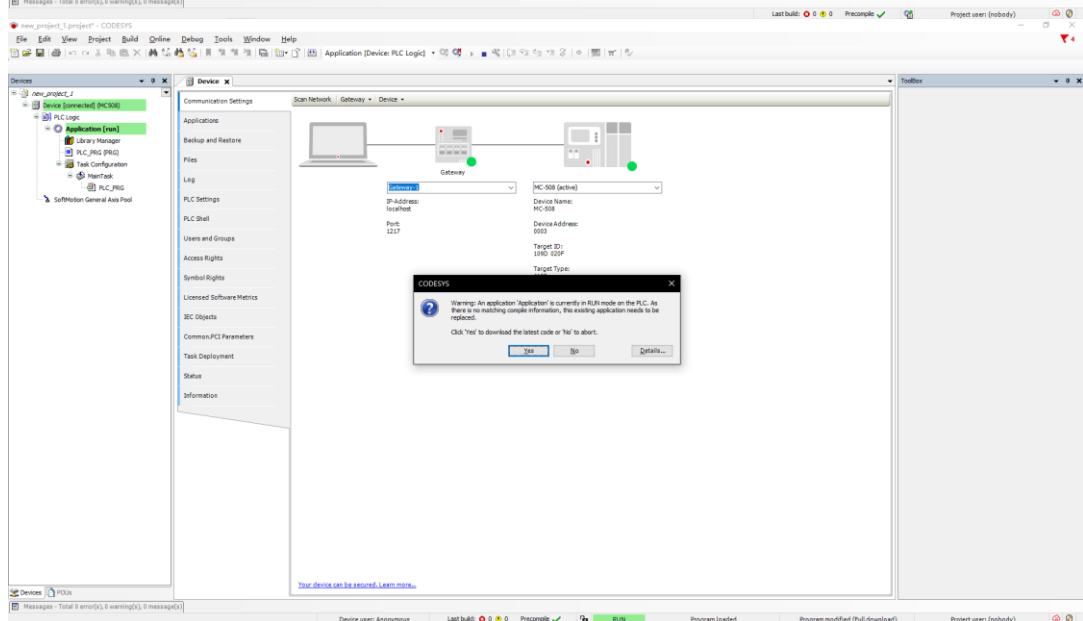 Messages - Total 0 error(s), 0 warning(s), 0 message(s)
Last build: 0 0 Precompile Project user: (nobody)
new_project_1.project* - CODESYS
File Edit View Project Build Online Debug Tools Window Help
4
Application [Device: PLC Logic]
Devices
new_project_1
Device [connected] (MC508)
PLC Logic
Application [run]
Library Manager
PLC_PRG (PRG)
Task Configuration
MainTask
PLC_PRG
SoftMotion General Axis Pool
Device
Communication Settings
Applications
Backup and Restore
Files
Log
PLC Settings
PLC Shell
Users and Groups
Access Rights
Symbol Rights
Licensed Software Metrics
IEC Objects
Common.PCI Parameters
Task Deployment
Status
Information
Scan Network Gateway Device
Gateway
Gateway-1
IP-Address:
localhost
Port:
1217
MC-508 (active)
Device Name:
MC-508
Device Address:
0003
Target ID:
109D 020F
Target Type:
CODESYS
Warning: An application 'Application' is currently in RUN mode on the PLC. As
there is no matching compile information, this existing application needs to be
replaced.
Click 'Yes' to download the latest code or 'No' to abort.
Yes No Details...
Your device can be secured. Learn more...
ToolBox
Devices POUs
Messages - Total 0 error(s), 0 warning(s), 0 message(s)
Device user: Anonymous Last build: 0 0 Precompile RUN Program loaded Program modified (Full download) Project user: (nobody)